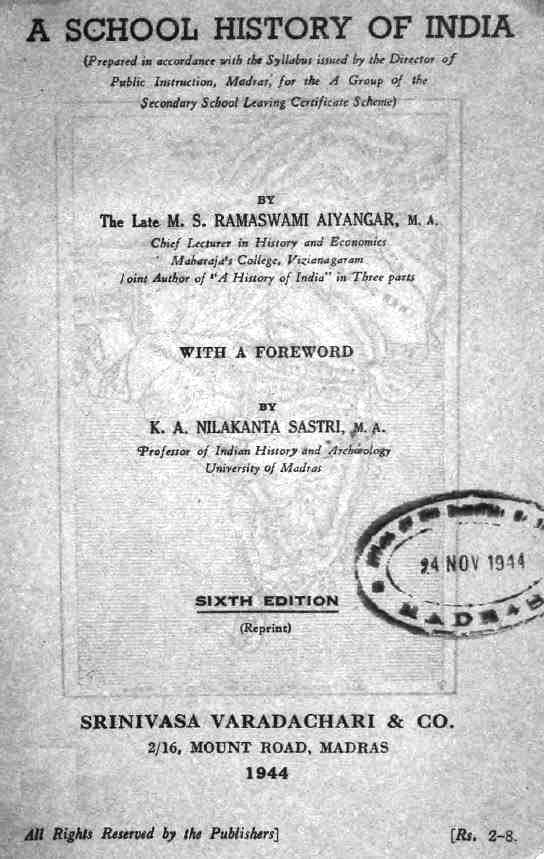 A SCHOOL HISTORY OF INDIA
(Prepared in accordance with the Syllabus issued by the Director of
Public Instruction, Madras, for the A Group of the
Secondary School Leaving Certificate Scheme)
BY
The Late M. S. RAMASWAMI AIYANGAR, M. A.
Chief Lecturer in History and Economics
Maharaja's College, Vizianagaram
Joint Author of "A History of India" in Three parts
WITH A FOREWORD
BY
K. A. NILAKANTA SASTRI, M. A.
Professor of Indian History and Archæology
University of Madras
OFFICE OF THE
24 NOV 1944
MADRAS
SIXTH EDITION
(Reprint)
SRINIVASA VARADACHARI & CO.
2/16, MOUNT ROAD, MADRAS
1944
All Rights Reserved by the Publishers]
[Rs. 2-8.